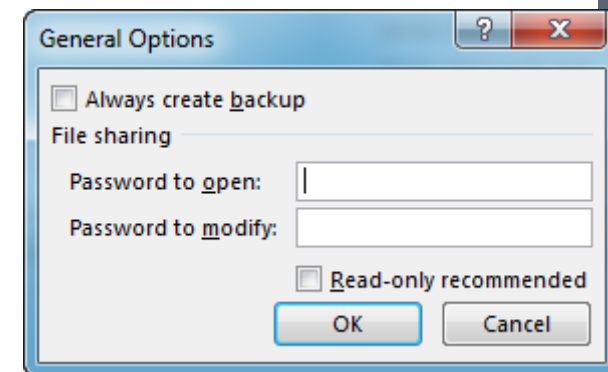 General Options
?
Always create backup
File sharing
Password to open:
Password to modify:
Read-only recommended
OK Cancel